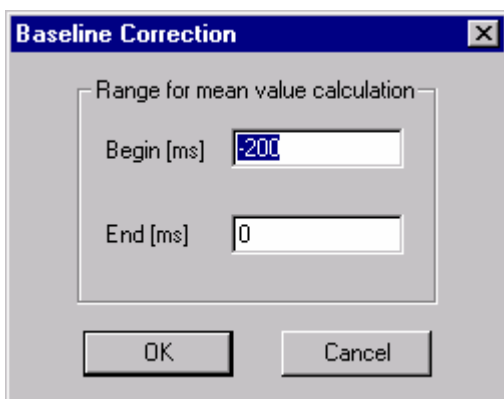 Baseline Correction
Range for mean value calculation
Begin [ms] -200
End [ms] 0
OK Cancel